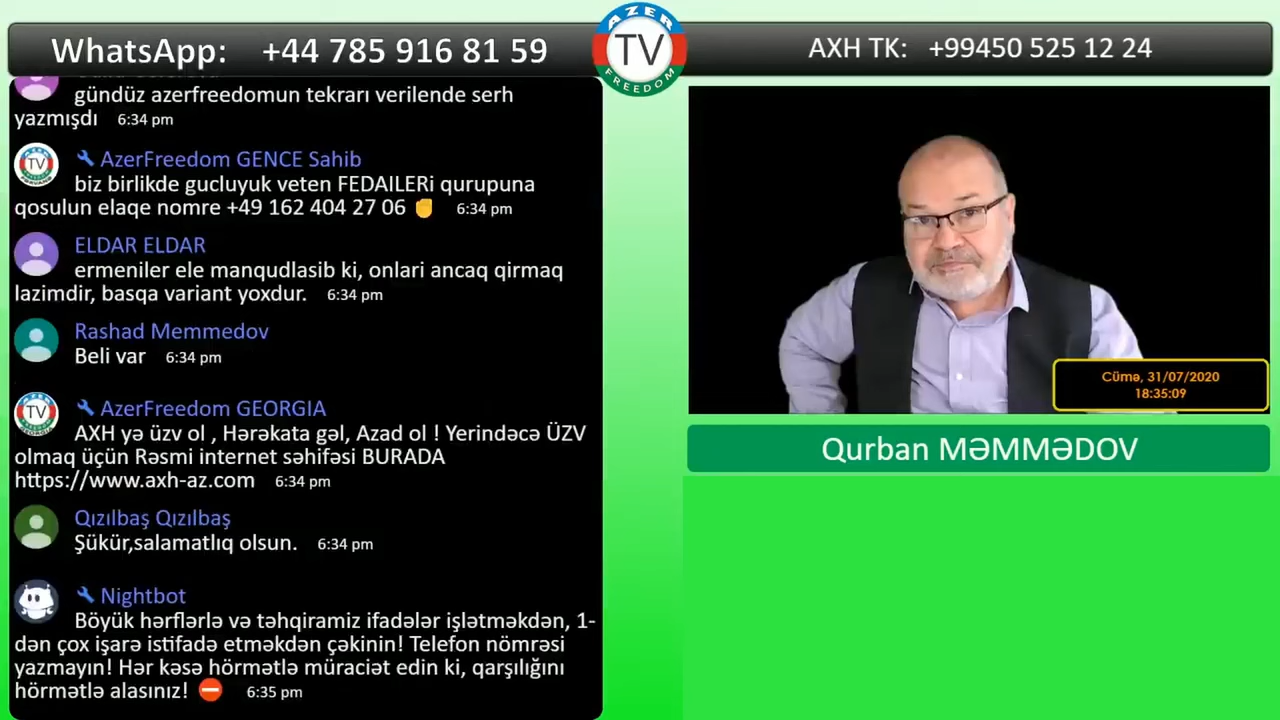 WhatsApp: +44 785 916 81 59
AZER
TV
FREEDOM
AXH TK: +99450 525 12 24
gündüz azerfreedomun tekrarı verilende serh
yazmışdı 6:34 pm
TV
AzerFreedom GENCE Sahib
biz birlikde gucluyuk veten FEDAILERi qurupuna
qosulun elaqe nomre +49 162 404 27 06 ✊ 6:34 pm
ELDAR ELDAR
ermeniler ele manqudlasib ki, onlari ancaq qirmaq
lazimdir, basqa variant yoxdur. 6:34 pm
Rashad Memmedov
Beli var 6:34 pm
TV
AzerFreedom GEORGIA
AXH yə üzv ol , Hərəkata gəl, Azad ol ! Yerindəcə ÜZV
olmaq üçün Rəsmi internet səhifəsi BURADA
https://www.axh-az.com 6:34 pm
Qızılbaş Qızılbaş
Şükür,salamatlıq olsun. 6:34 pm
Nightbot
Böyük hərflərlə və təhqiramiz ifadələr işlətməkdən, 1-
dən çox işarə istifadə etməkdən çəkinin! Telefon nömrəsi
yazmayın! Hər kəsə hörmətlə müraciət edin ki, qarşılığını
hörmətlə alasınız! ⛔ 6:35 pm
Cümə, 31/07/2020
18:35:09
Qurban MƏMMƏDOV